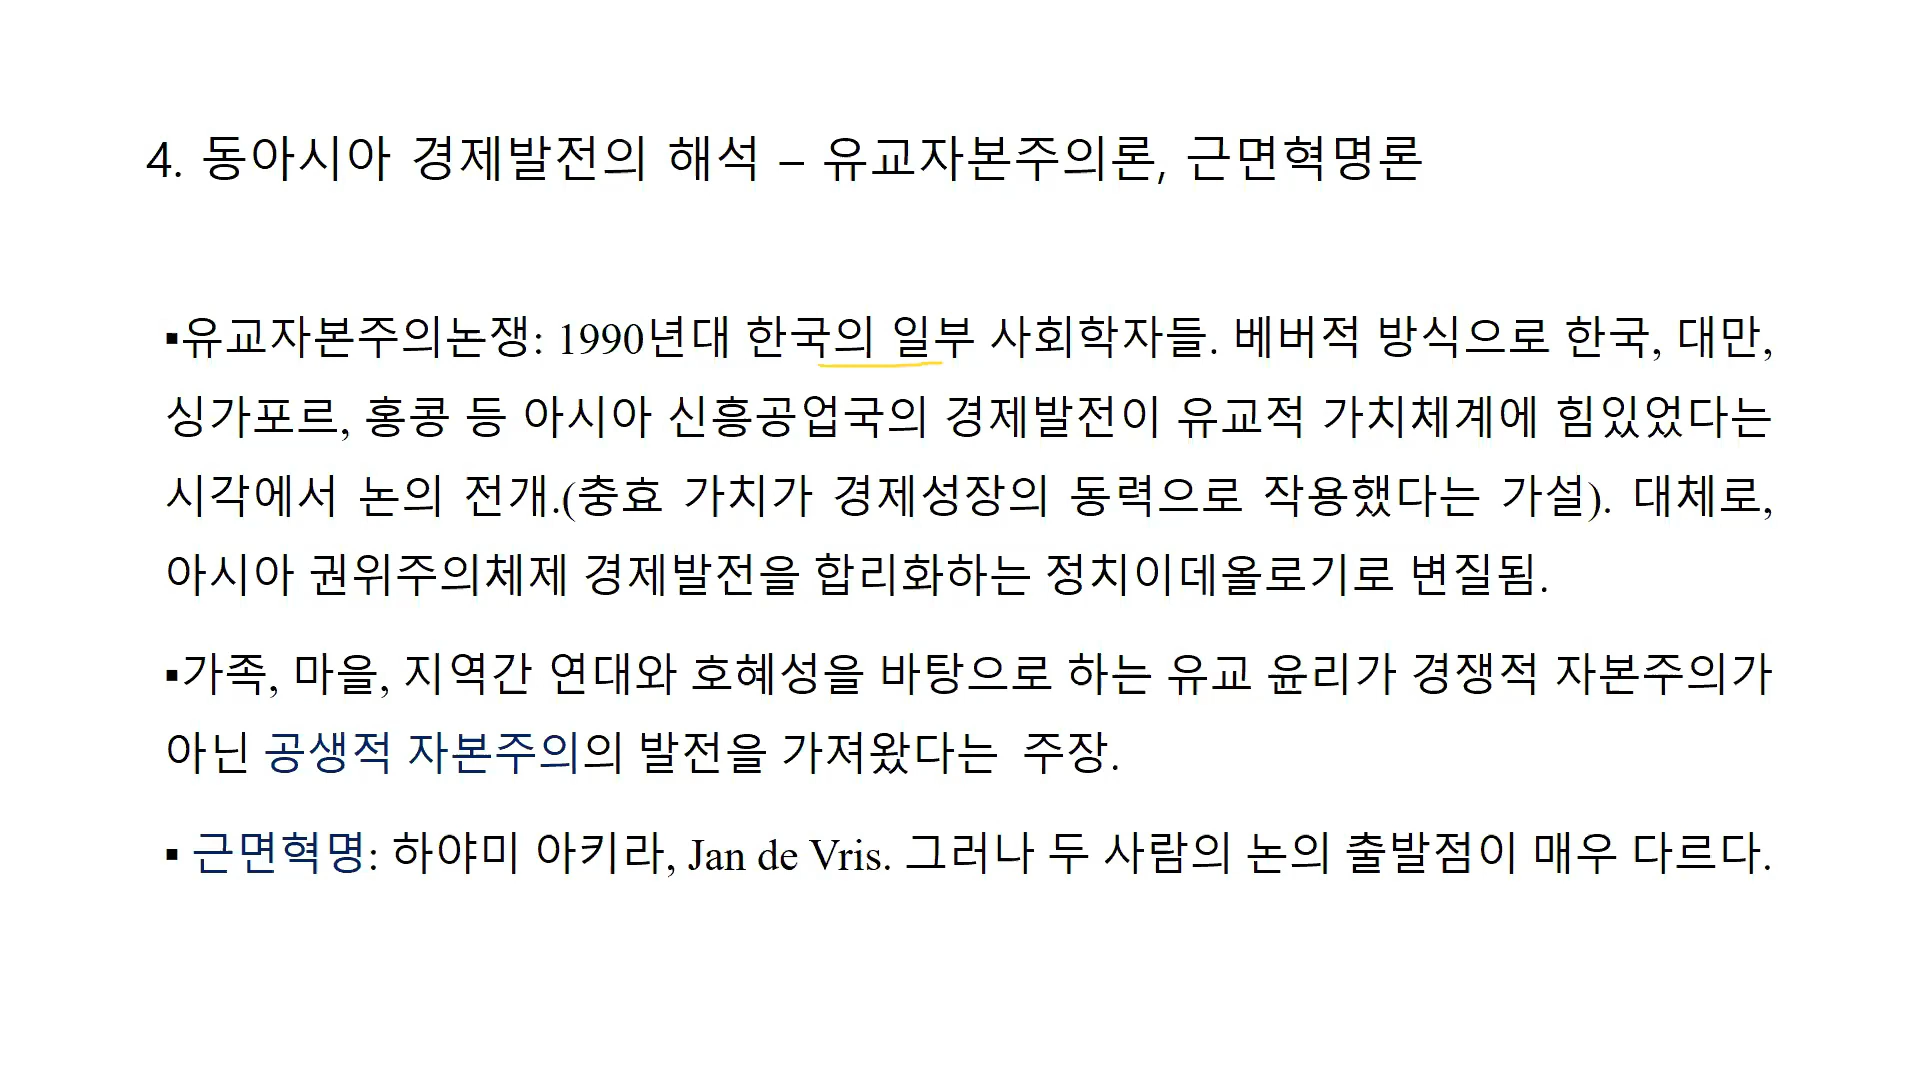 4. 동아시아 경제발전의 해석 – 유교자본주의론, 근면혁명론
▪유교자본주의논쟁: 1990년대 한국의 일부 사회학자들. 베버적 방식으로 한국, 대만,
싱가포르, 홍콩 등 아시아 신흥공업국의 경제발전이 유교적 가치체계에 힘있었다는
시각에서 논의 전개.(충효 가치가 경제성장의 동력으로 작용했다는 가설). 대체로,
아시아 권위주의체제 경제발전을 합리화하는 정치이데올로기로 변질됨.
▪가족, 마을, 지역간 연대와 호혜성을 바탕으로 하는 유교 윤리가 경쟁적 자본주의가
아닌 공생적 자본주의의 발전을 가져왔다는 주장.
▪ 근면혁명: 하야미 아키라, Jan de Vris. 그러나 두 사람의 논의 출발점이 매우 다르다.